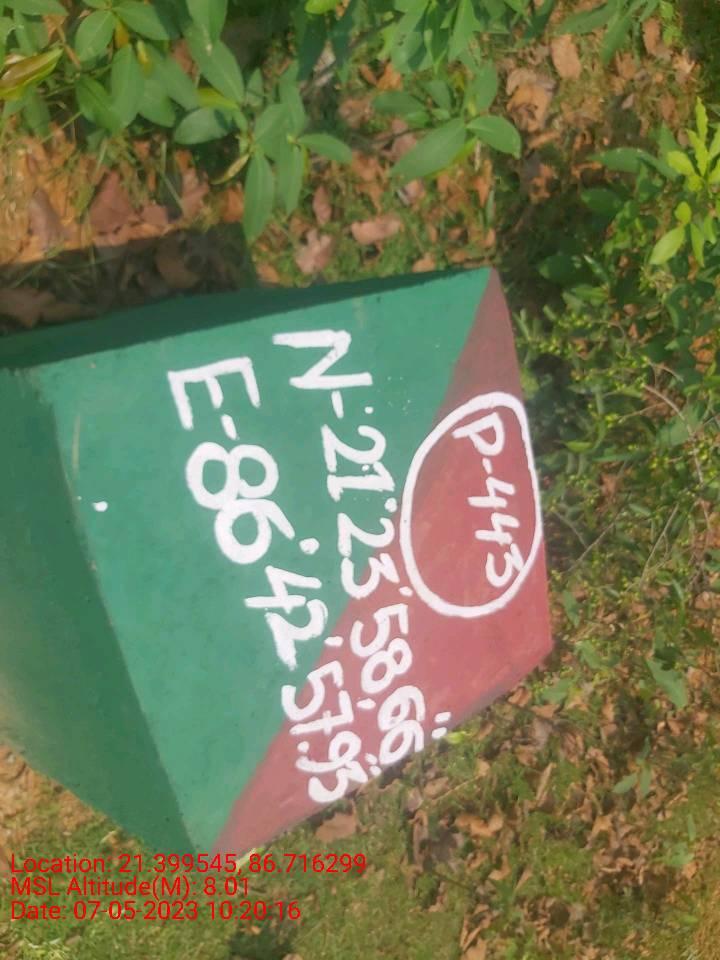 P-443
N-21°23'58.66"
E-86°42'57.93"
Location: 21.399545, 86.716299
MSL Altitude(M): 8.01
Date: 07-05-2023 10:20:16